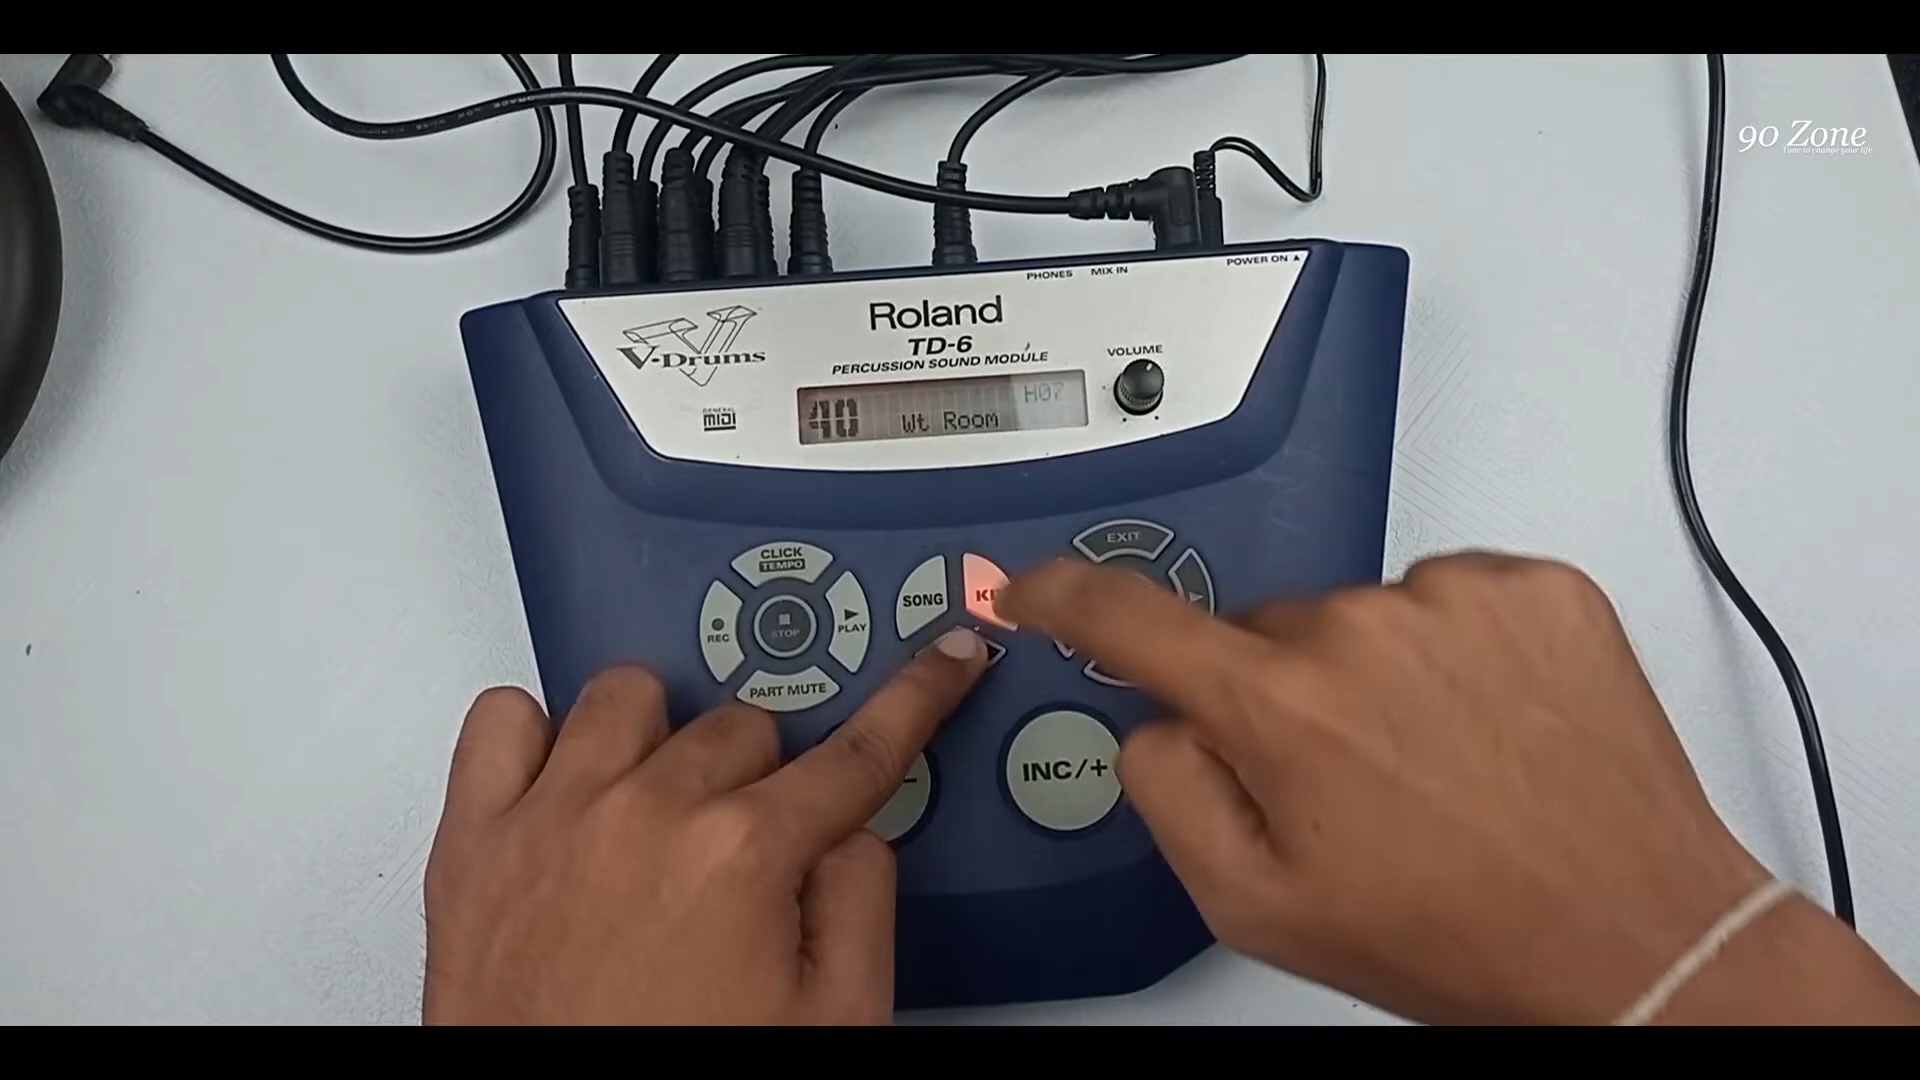 90 Zone
Time to change your life
PHONES MIX IN
POWER ON ▲
Roland
TD-6
PERCUSSION SOUND MODULE
V-Drums
GENERAL
MIDI
VOLUME
40 Wt Room
CLICK
TEMPO
REC
STOP
PLAY
PART MUTE
SONG
EXIT
INC/+